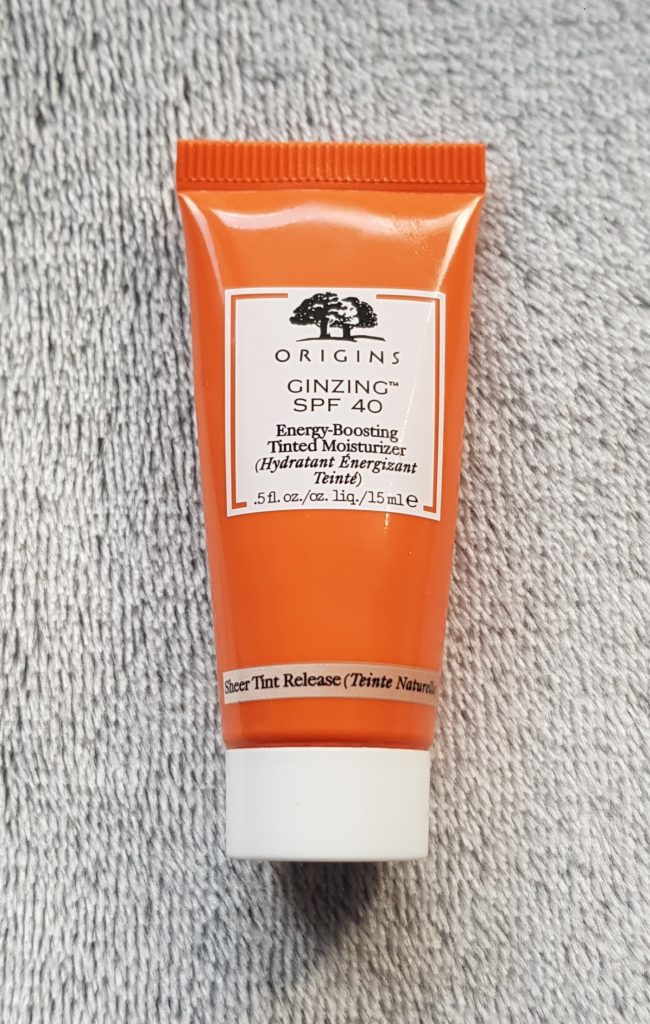 ORIGINS
GINZING™
SPF 40
Energy-Boosting
Tinted Moisturizer
(Hydratant Énergizant
Teinté)
.5 fl. oz./oz. liq./15 ml e
Sheer Tint Release (Teinte Naturelle